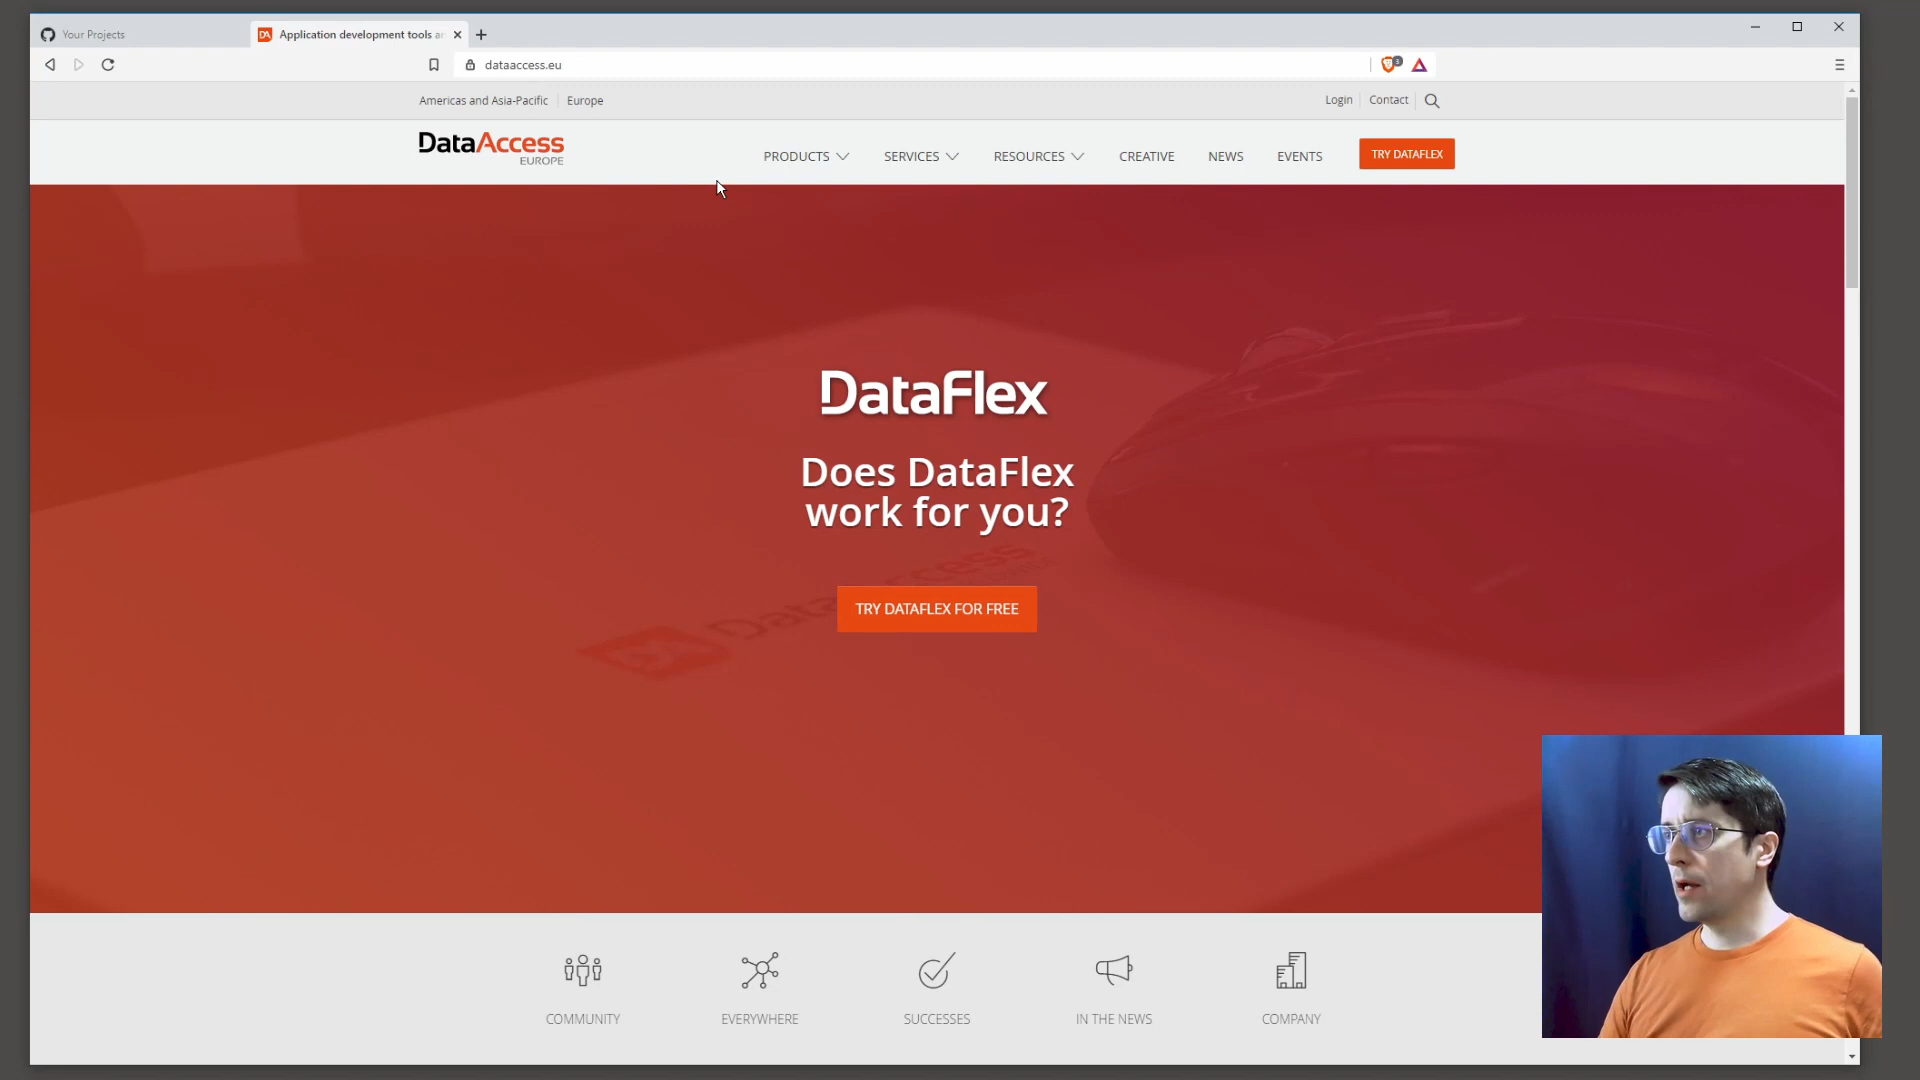 Your Projects
Application development tools a
dataaccess.eu
3
Americas and Asia-Pacific
Europe
Login
Contact
DataAccess
EUROPE
PRODUCTS
SERVICES
RESOURCES
CREATIVE
NEWS
EVENTS
TRY DATAFLEX
DataFlex
Does DataFlex
work for you?
TRY DATAFLEX FOR FREE
COMMUNITY
EVERYWHERE
SUCCESSES
IN THE NEWS
COMPANY